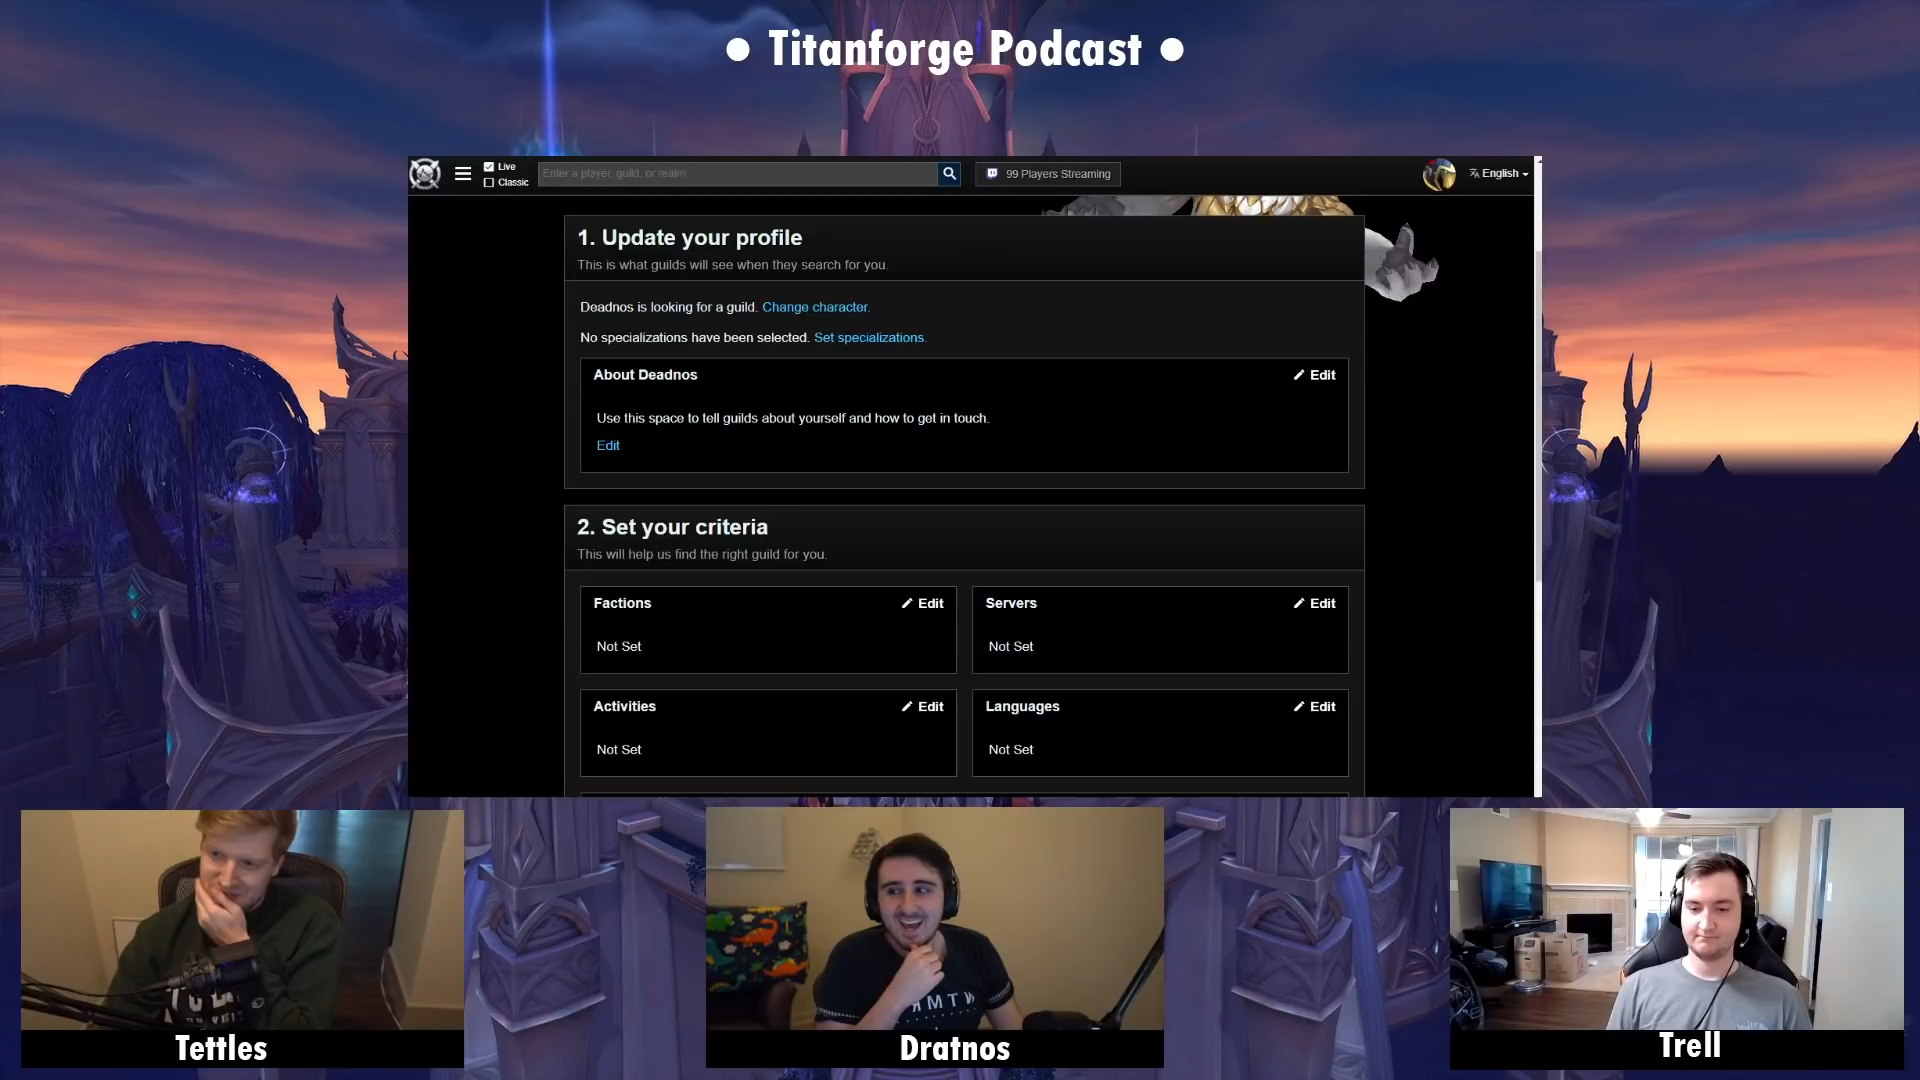 • Titanforge Podcast •
Live
Classic
Enter a player, guild, or realm
99 Players Streaming
English
1. Update your profile
This is what guilds will see when they search for you.
Deadnos is looking for a guild. Change character.
No specializations have been selected. Set specializations.
About Deadnos
Edit
Use this space to tell guilds about yourself and how to get in touch.
Edit
2. Set your criteria
This will help us find the right guild for you.
Factions
Edit
Servers
Edit
Not Set
Not Set
Activities
Edit
Languages
Edit
Not Set
Not Set
Tettles
Dratnos
Trell